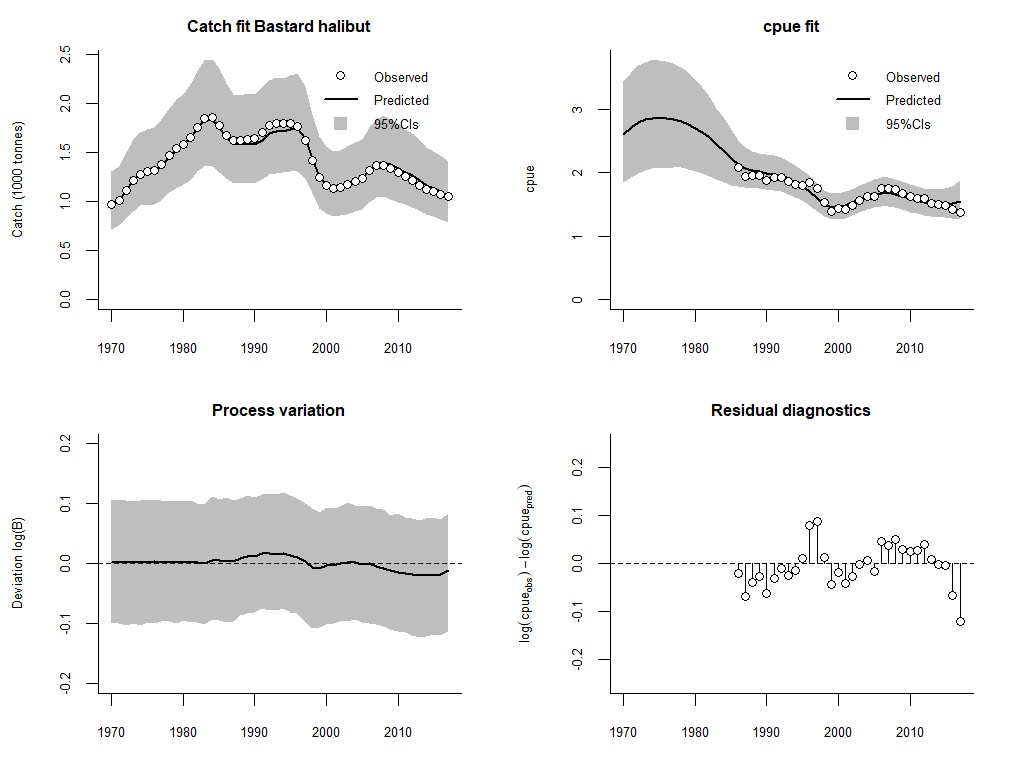 Catch fit Bastard halibut
Catch (1000 tonnes)
2.5
2.0
1.5
1.0
0.5
0.0
Observed
Predicted
95%CIs
1970 1980 1990 2000 2010
cpue fit
cpue
3
2
1
0
Observed
Predicted
95%CIs
1970 1980 1990 2000 2010
Process variation
Deviation log(B)
0.2
0.1
0.0
-0.1
-0.2
1970 1980 1990 2000 2010
Residual diagnostics
log(cpue_obs) − log(cpue_pred)
0.2
0.1
0.0
-0.1
-0.2
1970 1980 1990 2000 2010